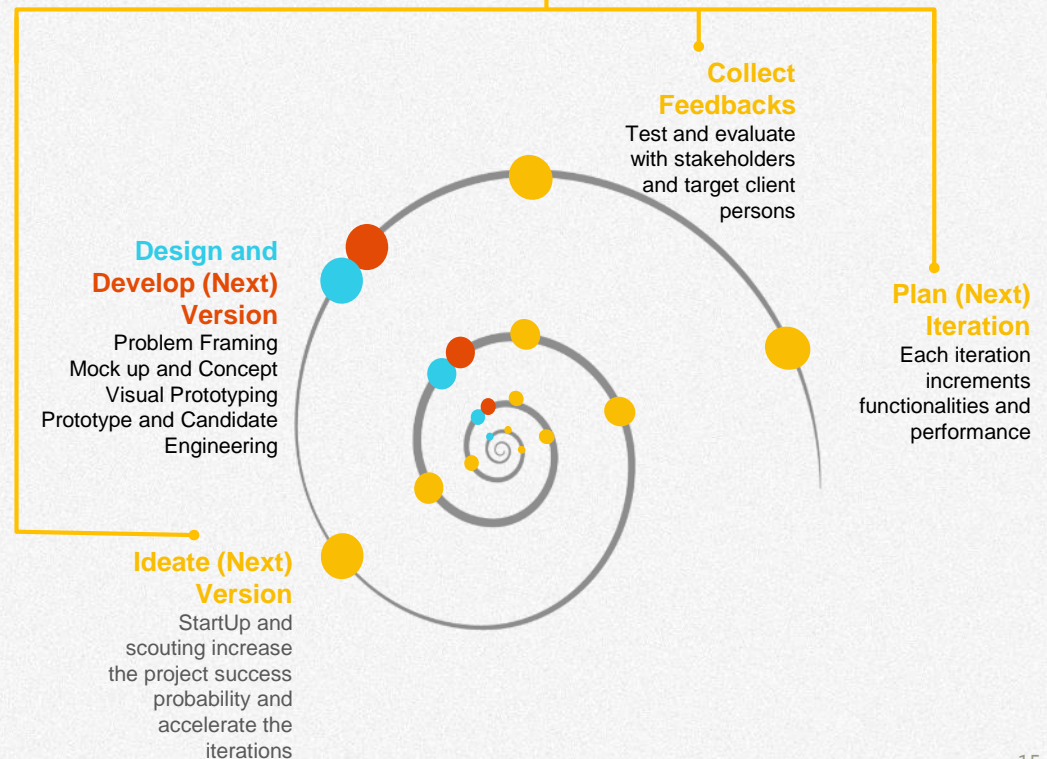 Collect
Feedbacks
Test and evaluate
with stakeholders
and target client
persons
Design and
Develop (Next)
Version
Problem Framing
Mock up and Concept
Visual Prototyping
Prototype and Candidate
Engineering
Plan (Next)
Iteration
Each iteration
increments
functionalities and
performance
Ideate (Next)
Version
StartUp and
scouting increase
the project success
probability and
accelerate the
iterations
15